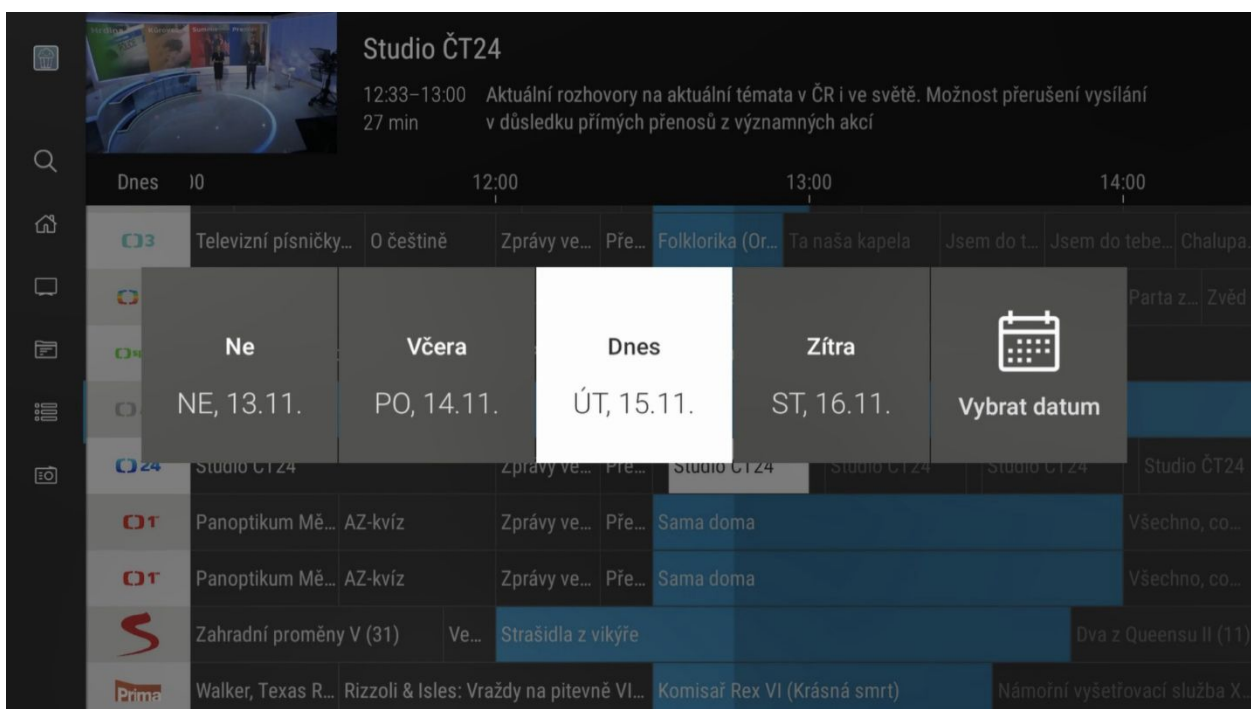 Studio ČT24
12:33–13:00 Aktuální rozhovory na aktuální témata v ČR i ve světě. Možnost přerušení vysílání
27 min v důsledku přímých přenosů z významných akcí
Dnes )0 12:00 13:00 14:00
3 Televizní písničky... O češtině Zprávy ve... Pře... Folklorika (Or... Ta naša kapela Jsem do t... Jsem do tebe... Chalupa.
Parta z... Zvěd
Ne Včera Dnes Zítra
NE, 13.11. PO, 14.11. ÚT, 15.11. ST, 16.11. Vybrat datum
24 Studio ČT24 Zprávy ve... Pře... Studio ČT24 Studio ČT24 Studio ČT24 Studio ČT24
1 Panoptikum Mě... AZ-kvíz Zprávy ve... Pře... Sama doma Všechno, co...
1 Panoptikum Mě... AZ-kvíz Zprávy ve... Pře... Sama doma Všechno, co...
Zahradní proměny V (31) Ve... Strašidla z vikýře Dva z Queensu II (11)
Prima Walker, Texas R... Rizzoli & Isles: Vraždy na pitevně VI... Komisař Rex VI (Krásná smrt) Námořní vyšetřovací služba X...